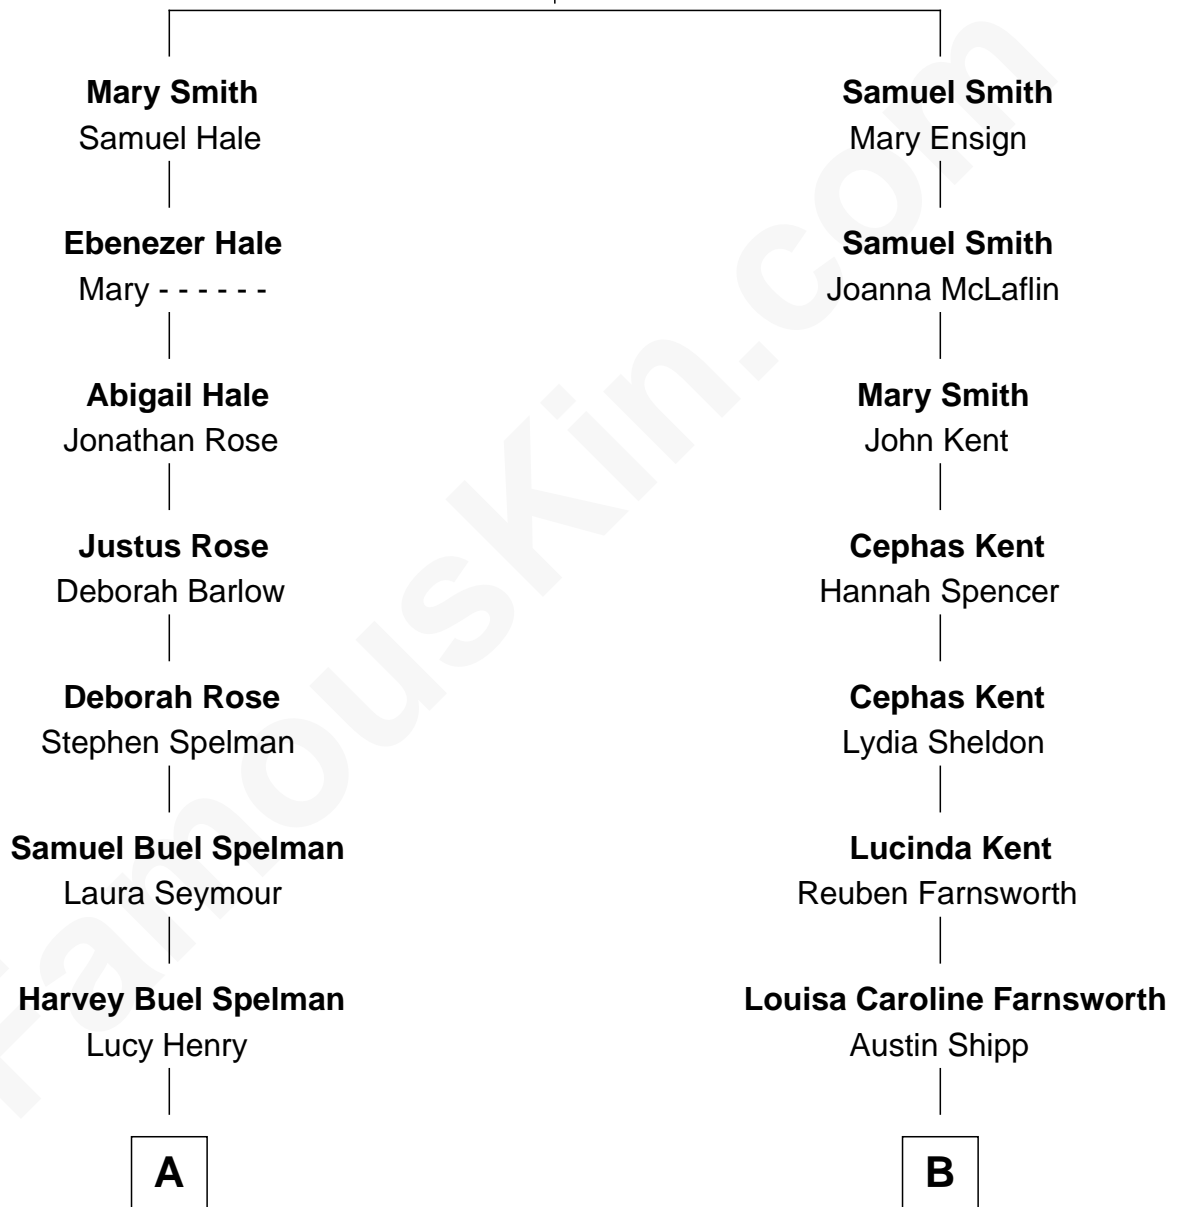 Mary Smith
Samuel Hale
Ebenezer Hale
Mary - - - - - -
Abigail Hale
Jonathan Rose
Justus Rose
Deborah Barlow
Deborah Rose
Stephen Spelman
Samuel Buel Spelman
Laura Seymour
Harvey Buel Spelman
Lucy Henry
A
Samuel Smith
Mary Ensign
Samuel Smith
Joanna McLaflin
Mary Smith
John Kent
Cephas Kent
Hannah Spencer
Cephas Kent
Lydia Sheldon
Lucinda Kent
Reuben Farnsworth
Louisa Caroline Farnsworth
Austin Shipp
B
FamousKin.com